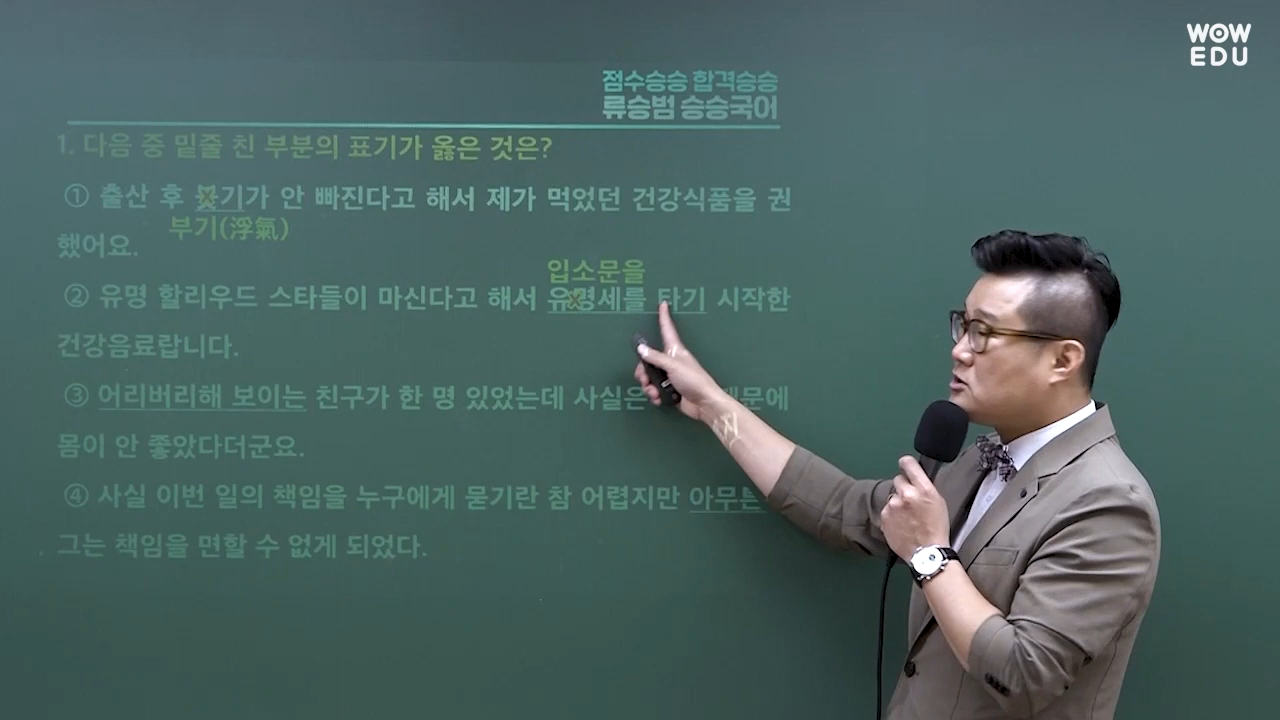 WOW
EDU
점수승승 합격승승
류승범 승승국어
1. 다음 중 밑줄 친 부분의 표기가 옳은 것은?
① 출산 후 붓기가 안 빠진다고 해서 제가 먹었던 건강식품을 권
부기(浮氣)
했어요.
입소문을
② 유명 할리우드 스타들이 마신다고 해서 유명세를 타기 시작한
건강음료랍니다.
③ 어리버리해 보이는 친구가 한 명 있었는데 사실은 때문에
몸이 안 좋았다더군요.
④ 사실 이번 일의 책임을 누구에게 묻기란 참 어렵지만 아무튼
그는 책임을 면할 수 없게 되었다.